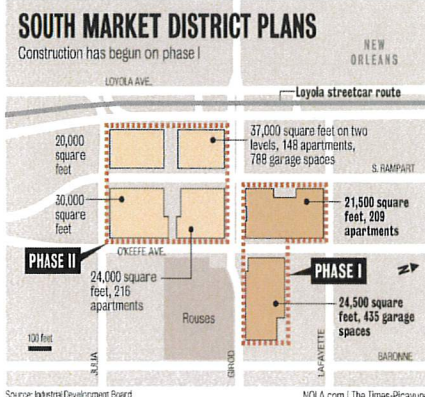 SOUTH MARKET DISTRICT PLANS
Construction has begun on phase I
NEW
ORLEANS
LOYOLA AVE.
Loyola streetcar route
20,000
square
feet
37,000 square feet on two
levels, 148 apartments,
788 garage spaces
S. RAMPART
30,000
square
feet
21,500 square
feet, 209
apartments
O'KEEFE AVE.
PHASE II
PHASE I
N
24,000 square
feet, 216
apartments
Rouses
24,500 square
feet, 435 garage
spaces
100 feet
JULIA
GIROD
LAFAYETTE
BARONNE
Source: Industrial Development Board
NOLA.com | The Times-Picayune